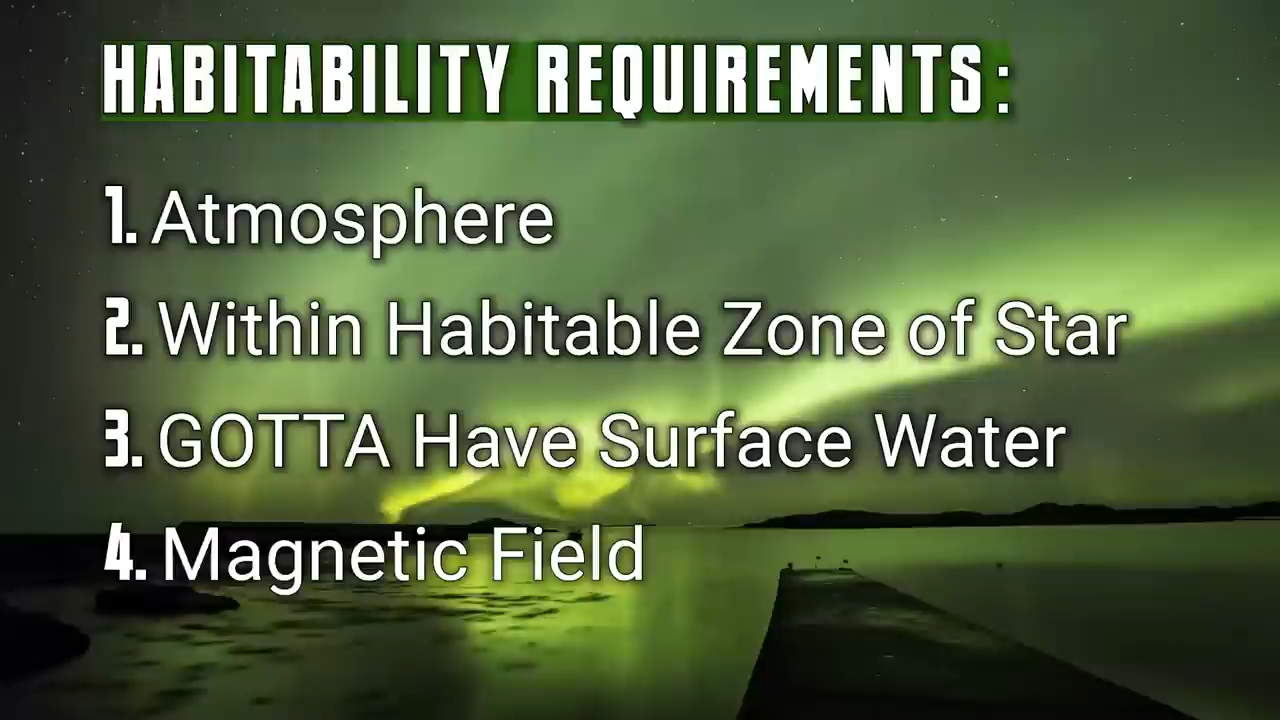 HABITABILITY REQUIREMENTS:
1. Atmosphere
2. Within Habitable Zone of Star
3. GOTTA Have Surface Water
4. Magnetic Field